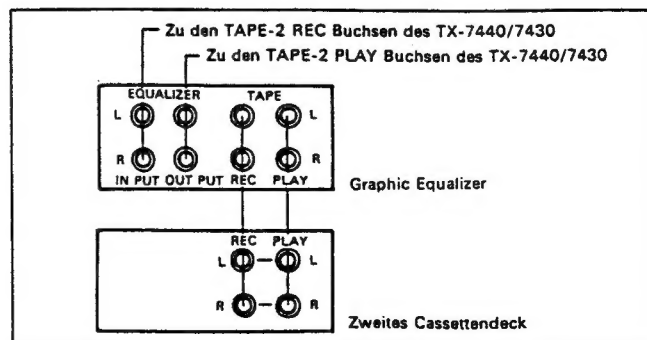 Zu den TAPE-2 REC Buchsen des TX-7440/7430
Zu den TAPE-2 PLAY Buchsen des TX-7440/7430
EQUALIZER TAPE
L L
R R
IN PUT OUT PUT REC PLAY
Graphic Equalizer
REC PLAY
L L
R R
Zweites Cassettendeck